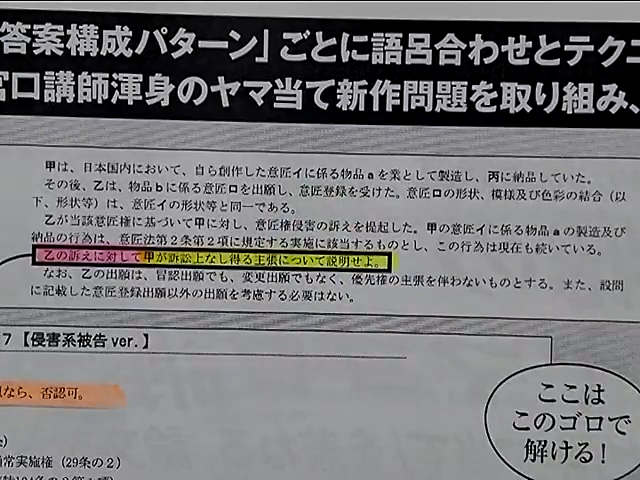 答案構成パターン」ごとに語呂合わせとテクニ
宮口講師渾身のヤマ当て新作問題を取り組み、
甲は、日本国内において、自ら創作した意匠イに係る物品aを業として製造し、丙に納品していた。
その後、乙は、物品bに係る意匠ロを出願し、意匠登録を受けた。意匠ロの形状、模様及び色彩の結合（以
下、形状等）は、意匠イの形状等と同一である。
乙が当該意匠権に基づいて甲に対し、意匠権侵害の訴えを提起した。甲の意匠イに係る物品aの製造及び
納品の行為は、意匠法第２条第２項に規定する実施に該当するものとし、この行為は現在も続いている。
乙の訴えに対して甲が訴訟上なし得る主張について説明せよ。
なお、乙の出願は、冒認出願でも、変更出願でもなく、優先権の主張を伴わないものとする。また、設問
に記載した意匠登録出願以外の出願を考慮する必要はない。
７【侵害系被告 ver.】
なら、否認可。
ここは
このゴロで
解ける！
通常実施権（29条の２）